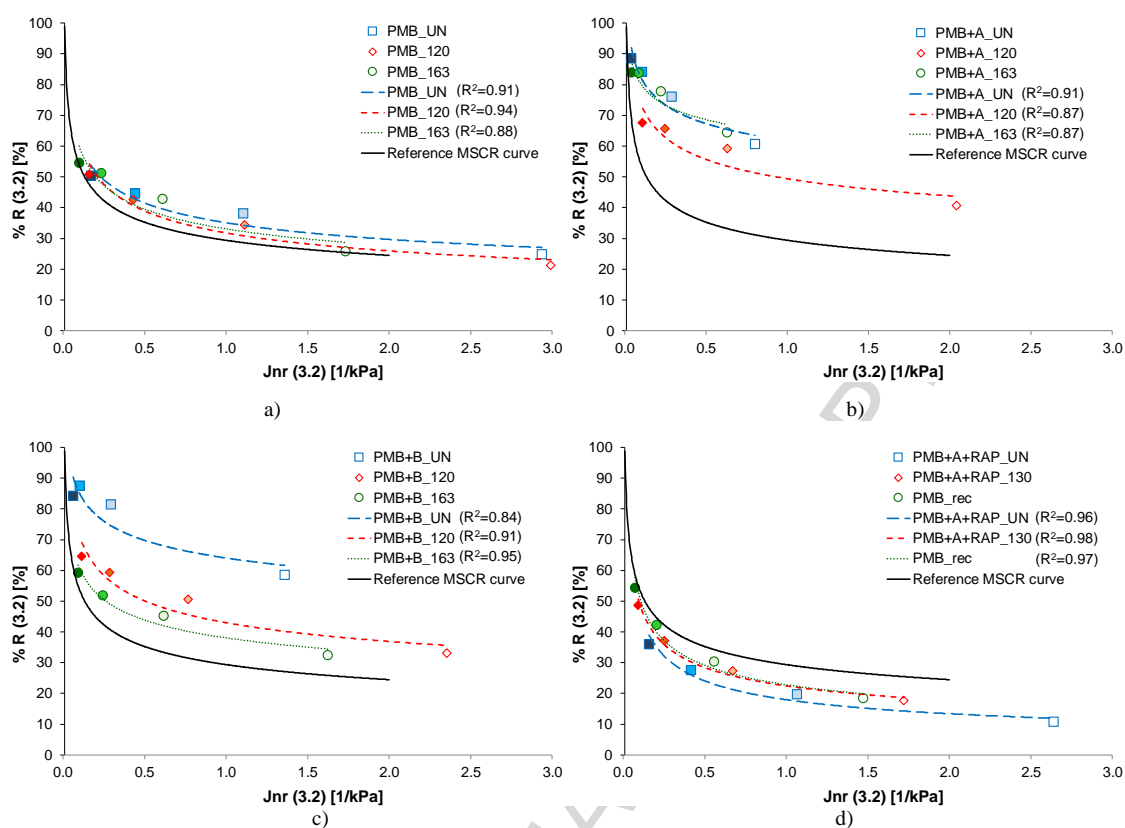 100
90
80
70
60
50
40
30
20
10
0
% R (3.2) [%]
0.0 0.5 1.0 1.5 2.0 2.5 3.0
Jnr (3.2) [1/kPa]
PMB_UN
PMB_120
PMB_163
PMB_UN (R²=0.91)
PMB_120 (R²=0.94)
PMB_163 (R²=0.88)
Reference MSCR curve
a)
100
90
80
70
60
50
40
30
20
10
0
% R (3.2) [%]
0.0 0.5 1.0 1.5 2.0 2.5 3.0
Jnr (3.2) [1/kPa]
PMB+A_UN
PMB+A_120
PMB+A_163
PMB+A_UN (R²=0.91)
PMB+A_120 (R²=0.87)
PMB+A_163 (R²=0.87)
Reference MSCR curve
b)
100
90
80
70
60
50
40
30
20
10
0
% R (3.2) [%]
0.0 0.5 1.0 1.5 2.0 2.5 3.0
Jnr (3.2) [1/kPa]
PMB+B_UN
PMB+B_120
PMB+B_163
PMB+B_UN (R²=0.84)
PMB+B_120 (R²=0.91)
PMB+B_163 (R²=0.95)
Reference MSCR curve
c)
100
90
80
70
60
50
40
30
20
10
0
% R (3.2) [%]
0.0 0.5 1.0 1.5 2.0 2.5 3.0
Jnr (3.2) [1/kPa]
PMB+A+RAP_UN
PMB+A+RAP_130
PMB_rec
PMB+A+RAP_UN (R²=0.96)
PMB+A+RAP_130 (R²=0.98)
PMB_rec (R²=0.97)
Reference MSCR curve
d)